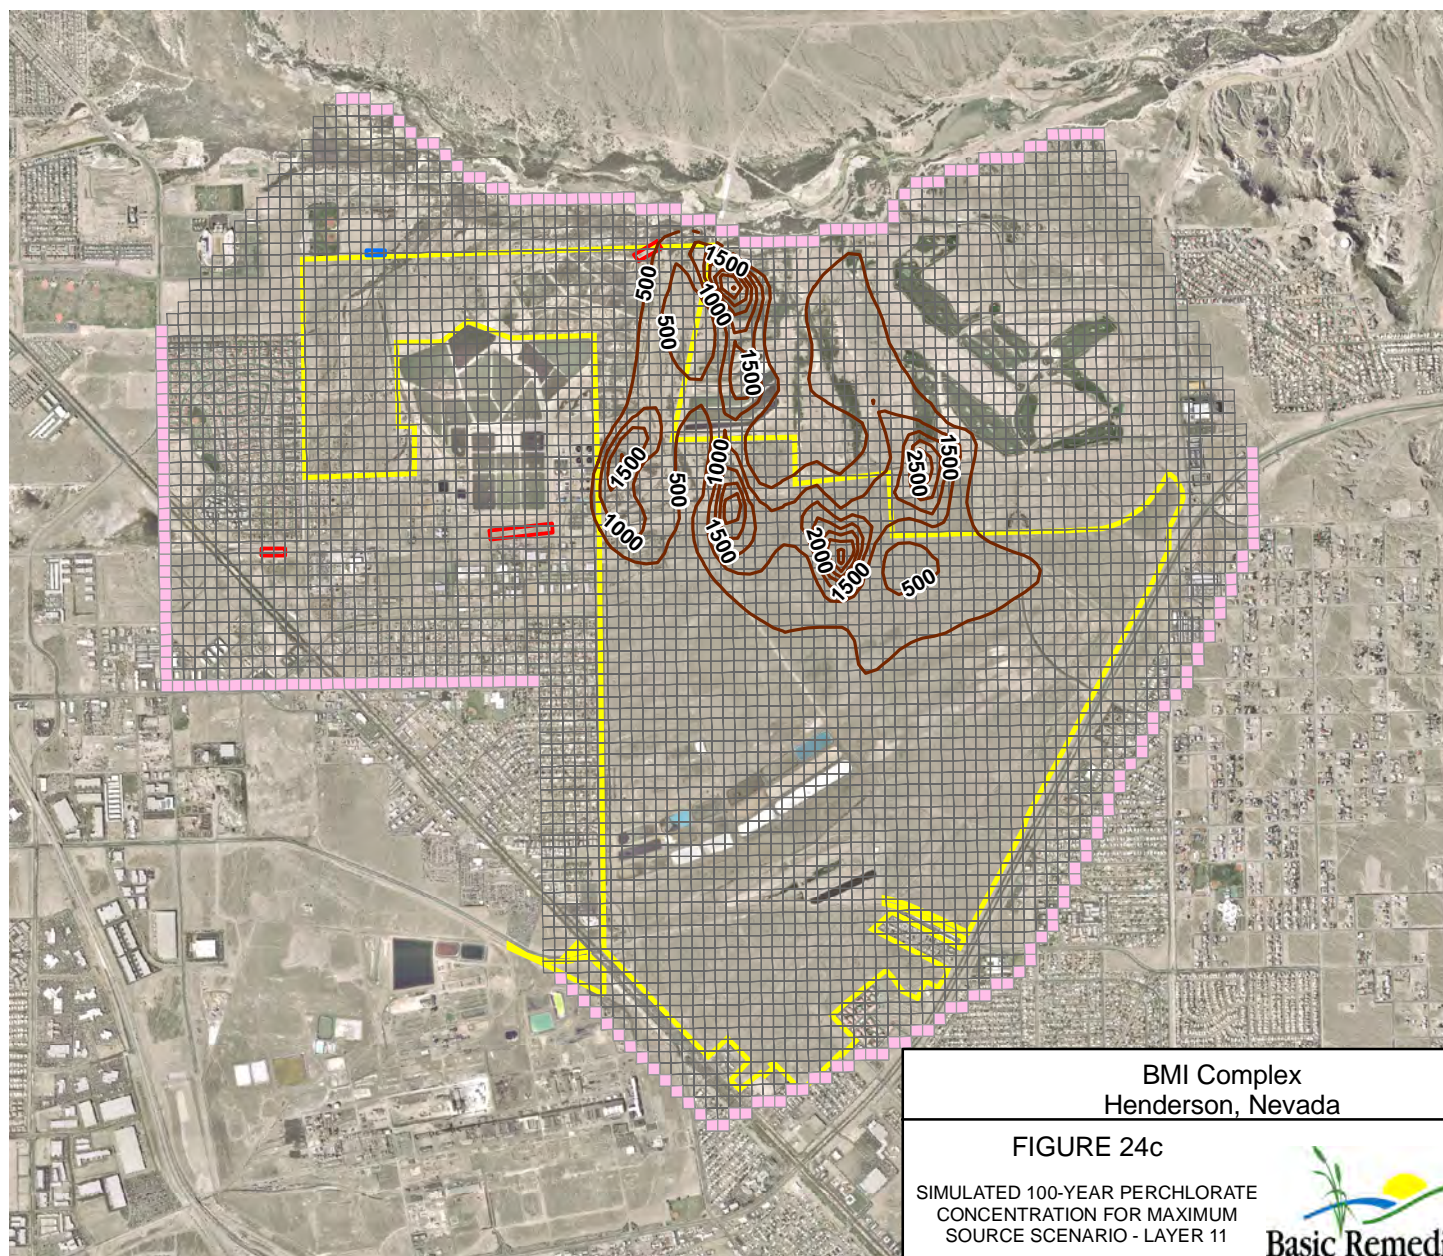 1500
500
1000
500
1500
1500
1000
500
1500
2500
1000
1500
2000
1500
500
BMI Complex
Henderson, Nevada
FIGURE 24c
SIMULATED 100-YEAR PERCHLORATE
CONCENTRATION FOR MAXIMUM
SOURCE SCENARIO - LAYER 11
Basic Remed